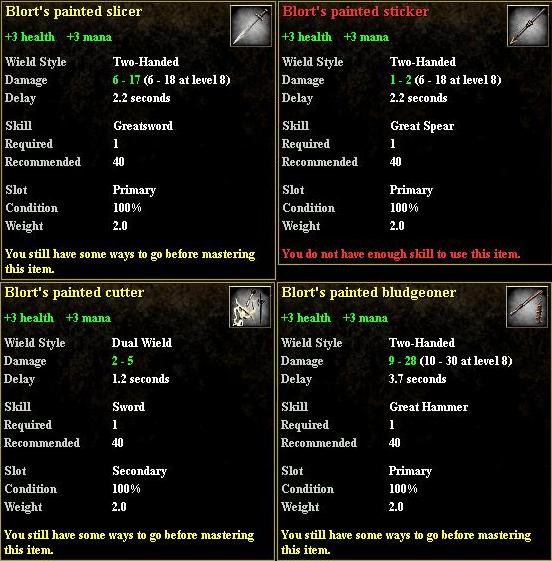 Blort's painted slicer
+3 health +3 mana
Wield Style Two-Handed
Damage 6 - 17 (6 - 18 at level 8)
Delay 2.2 seconds
Skill Greatsword
Required 1
Recommended 40
Slot Primary
Condition 100%
Weight 2.0
You still have some ways to go before mastering
this item.
Blort's painted sticker
+3 health +3 mana
Wield Style Two-Handed
Damage 1 - 2 (6 - 18 at level 8)
Delay 2.2 seconds
Skill Great Spear
Required 1
Recommended 40
Slot Primary
Condition 100%
Weight 2.0
You do not have enough skill to use this item.
Blort's painted cutter
+3 health +3 mana
Wield Style Dual Wield
Damage 2 - 5
Delay 1.2 seconds
Skill Sword
Required 1
Recommended 40
Slot Secondary
Condition 100%
Weight 2.0
You still have some ways to go before mastering
this item.
Blort's painted bludgeoner
+3 health +3 mana
Wield Style Two-Handed
Damage 9 - 28 (10 - 30 at level 8)
Delay 3.7 seconds
Skill Great Hammer
Required 1
Recommended 40
Slot Primary
Condition 100%
Weight 2.0
You still have some ways to go before mastering
this item.